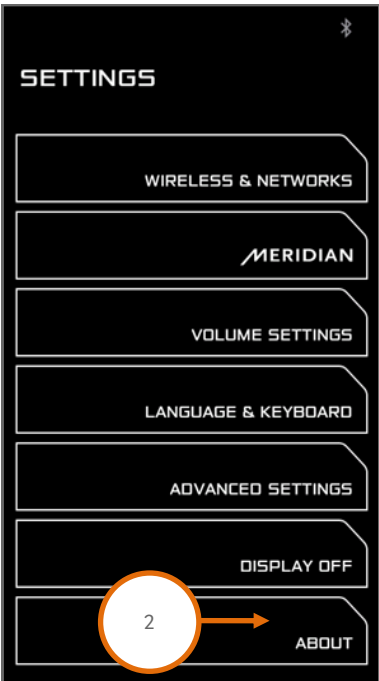 SETTINGS
WIRELESS & NETWORKS
MERIDIAN
VOLUME SETTINGS
LANGUAGE & KEYBOARD
ADVANCED SETTINGS
DISPLAY OFF
2
ABOUT